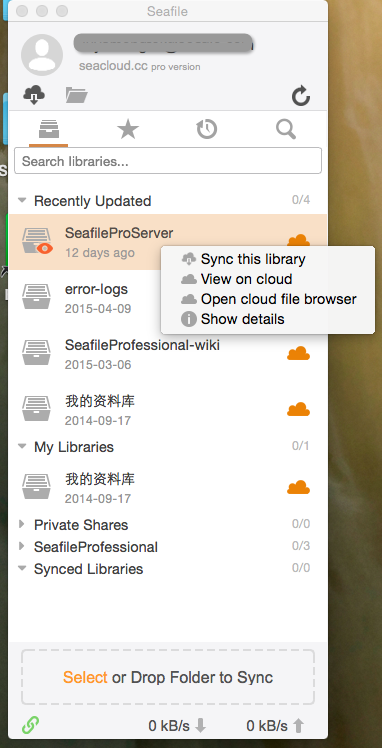 Seafile
seacloud.cc pro version
Search libraries...
Recently Updated 0/4
SeafileProServer
12 days ago
Sync this library
View on cloud
Open cloud file browser
Show details
error-logs
2015-04-09
SeafileProfessional-wiki
2015-03-06
我的资料库
2014-09-17
My Libraries 0/1
我的资料库
2014-09-17
Private Shares 0/0
SeafileProfessional 0/3
Synced Libraries 0/0
Select or Drop Folder to Sync
0 kB/s 0 kB/s